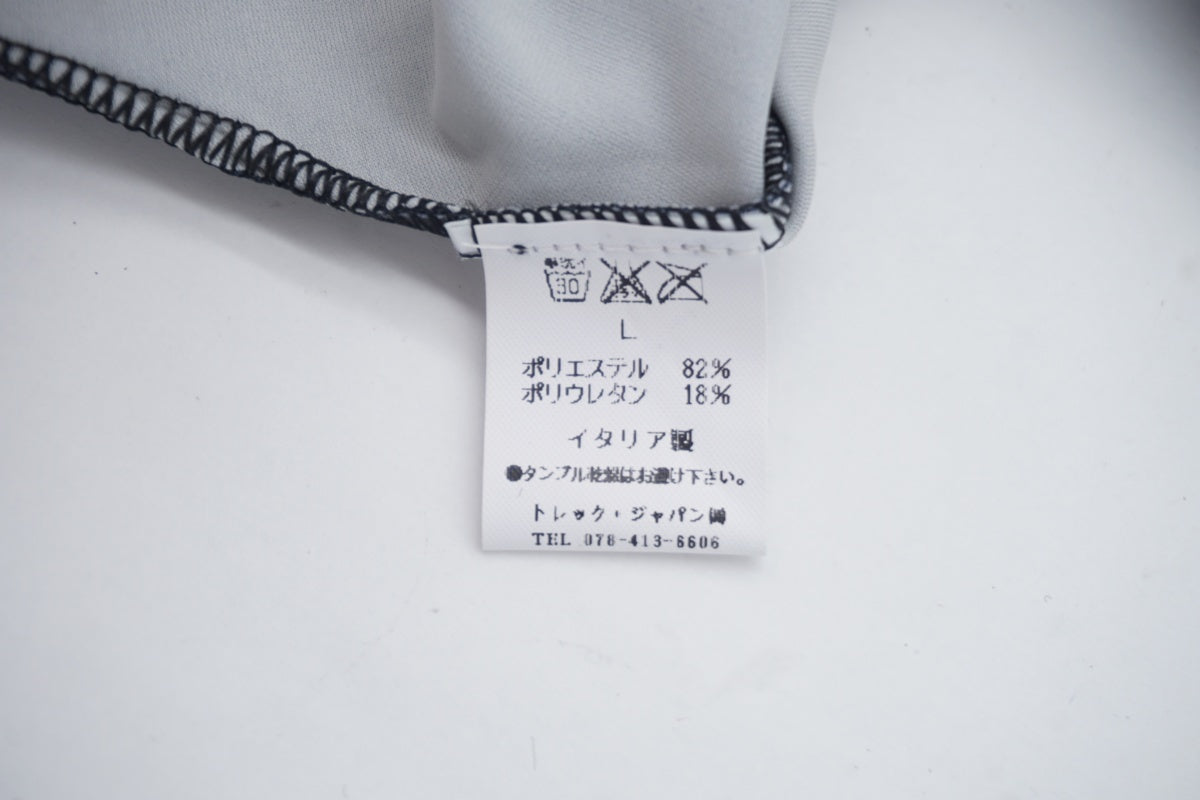 手洗イ
30
L
ポリエステル 82%
ポリウレタン 18%
イタリア製
●タンブル乾燥はお避け下さい。
トレック・ジャパン㈱
TEL 078-413-6606